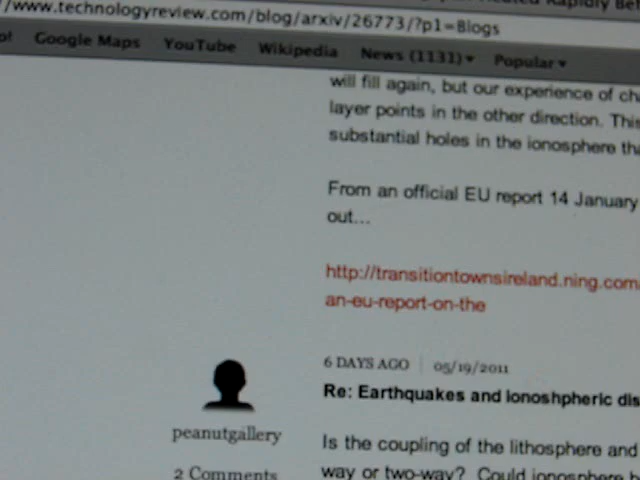 /www.technologyreview.com/blog/arxiv/26773/?p1=Blogs
Google Maps YouTube Wikipedia News (1131) Popular
will fill again, but our experience of
layer points in the other direction. This
substantial holes in the ionosphere
From an official EU report 14 January
out...
http://transitiontownsireland.ning.com
an-eu-report-on-the
6 DAYS AGO 05/19/2011
Re: Earthquakes and ionoshpheric
peanutgallery
Is the coupling of the lithosphere and
2 Comments
way or two-way? Could